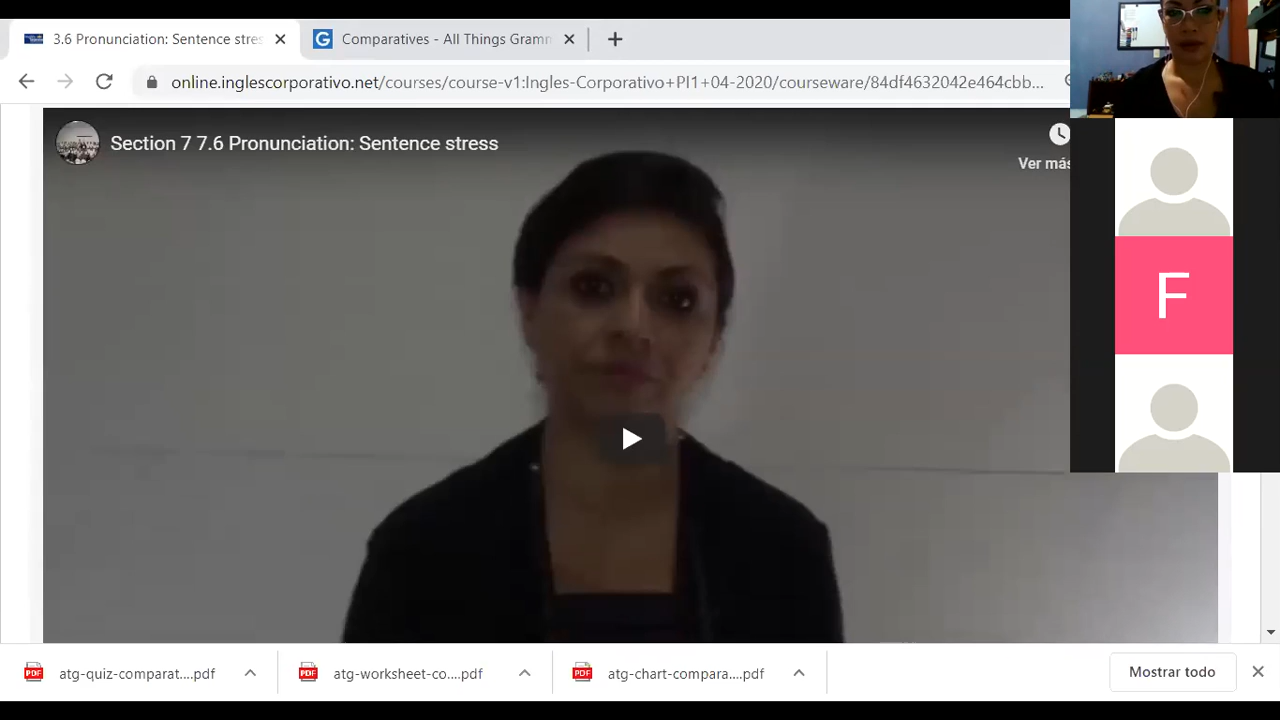 3.6 Pronunciation: Sentence stres
Comparatives - All Things Gramm
online.inglescorporativo.net/courses/course-v1:Ingles-Corporativo+PI1+04-2020/courseware/84df4632042e464cbb...
Section 7 7.6 Pronunciation: Sentence stress
Ver más
F
atg-quiz-comparat....pdf
atg-worksheet-co....pdf
atg-chart-compara....pdf
Mostrar todo